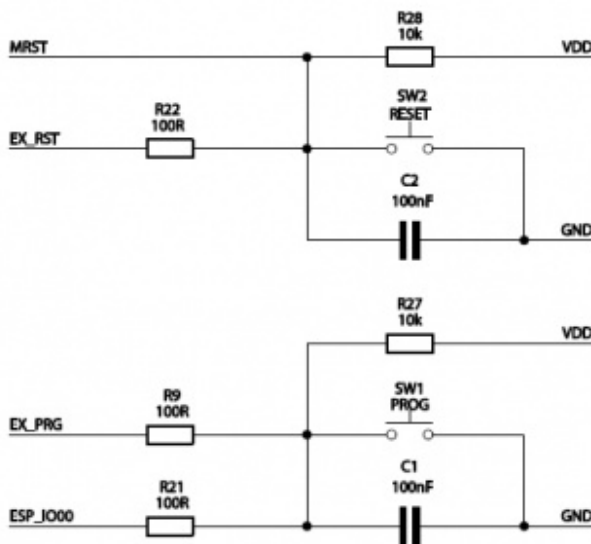 R28
10k
MRST
VDD
SW2
RESET
R22
100R
EX_RST
C2
100nF
GND
R27
10k
VDD
SW1
PROG
R9
100R
EX_PRG
C1
100nF
R21
100R
ESP_IO00
GND